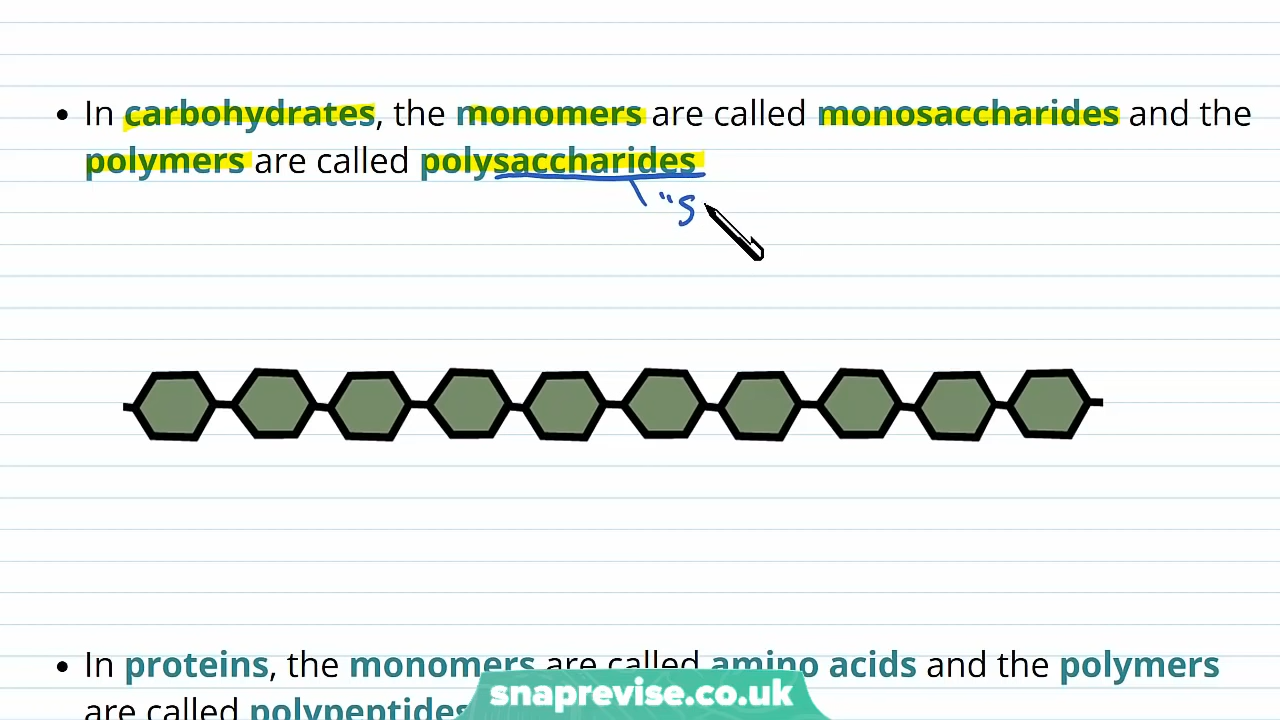 • In carbohydrates, the monomers are called monosaccharides and the
polymers are called polysaccharides
"S
• In proteins, the monomers are called amino acids and the polymers
are called polypeptides
snaprevise.co.uk